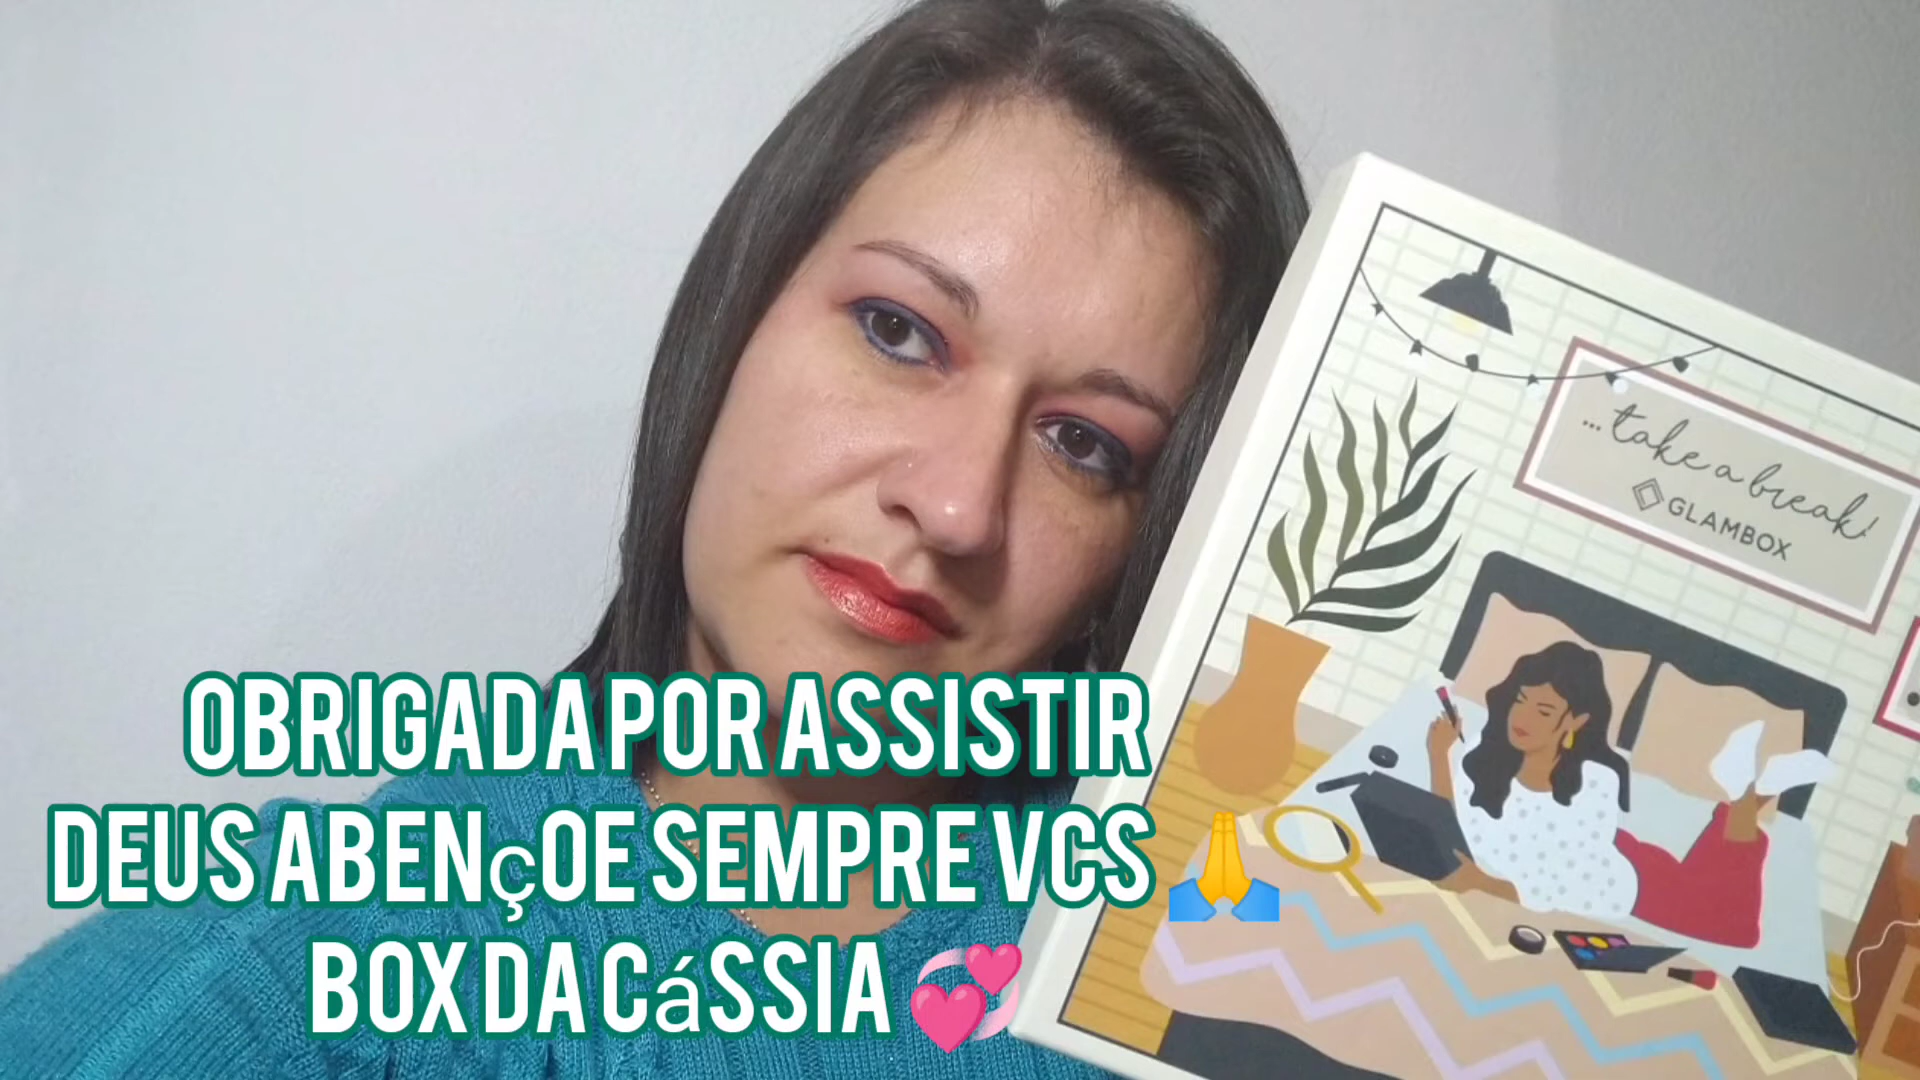 ...take a break!
GLAMBOX
OBRIGADA POR ASSISTIR
DEUS ABENçOE SEMPRE VCS 🙏
BOX DA CáSSIA 💞